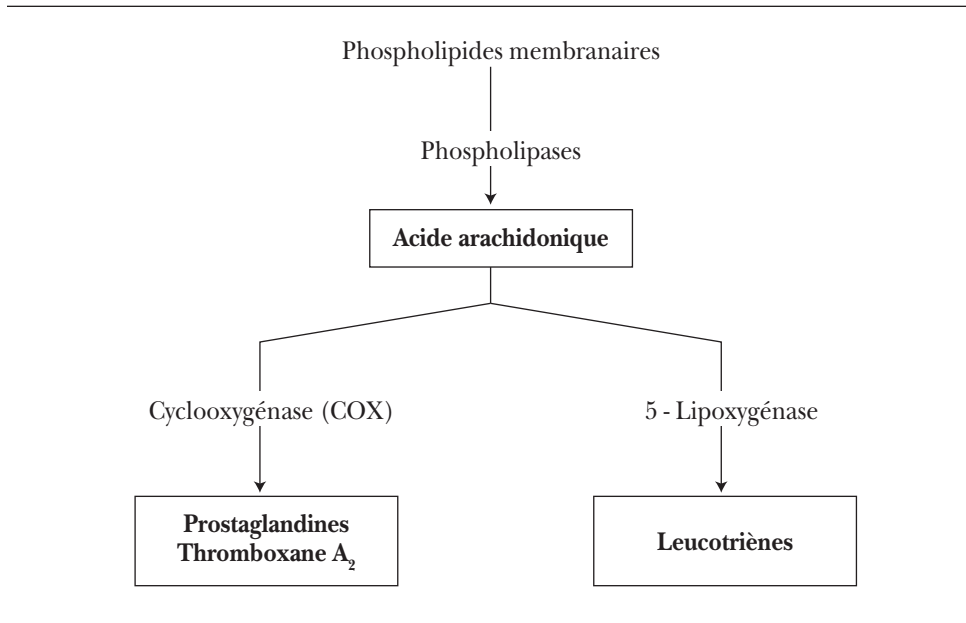 Phospholipides membranaires
Phospholipases
Acide arachidonique
Cyclooxygénase (COX)
5 - Lipoxygénase
Prostaglandines
Thromboxane A₂
Leucotriènes